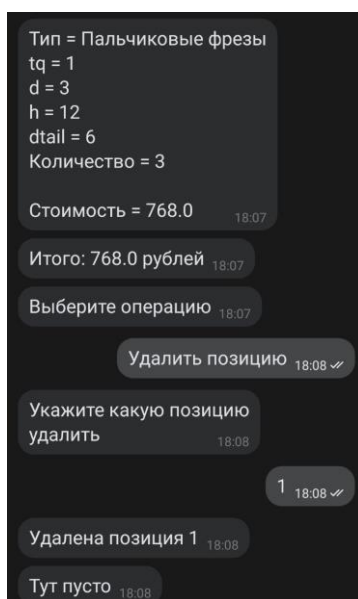 Тип = Пальчиковые фрезы
tq = 1
d = 3
h = 12
dtail = 6
Количество = 3
Стоимость = 768.0 18:07
Итого: 768.0 рублей 18:07
Выберите операцию 18:07
Удалить позицию 18:08
Укажите какую позицию
удалить 18:08
1 18:08
Удалена позиция 1 18:08
Тут пусто 18:08